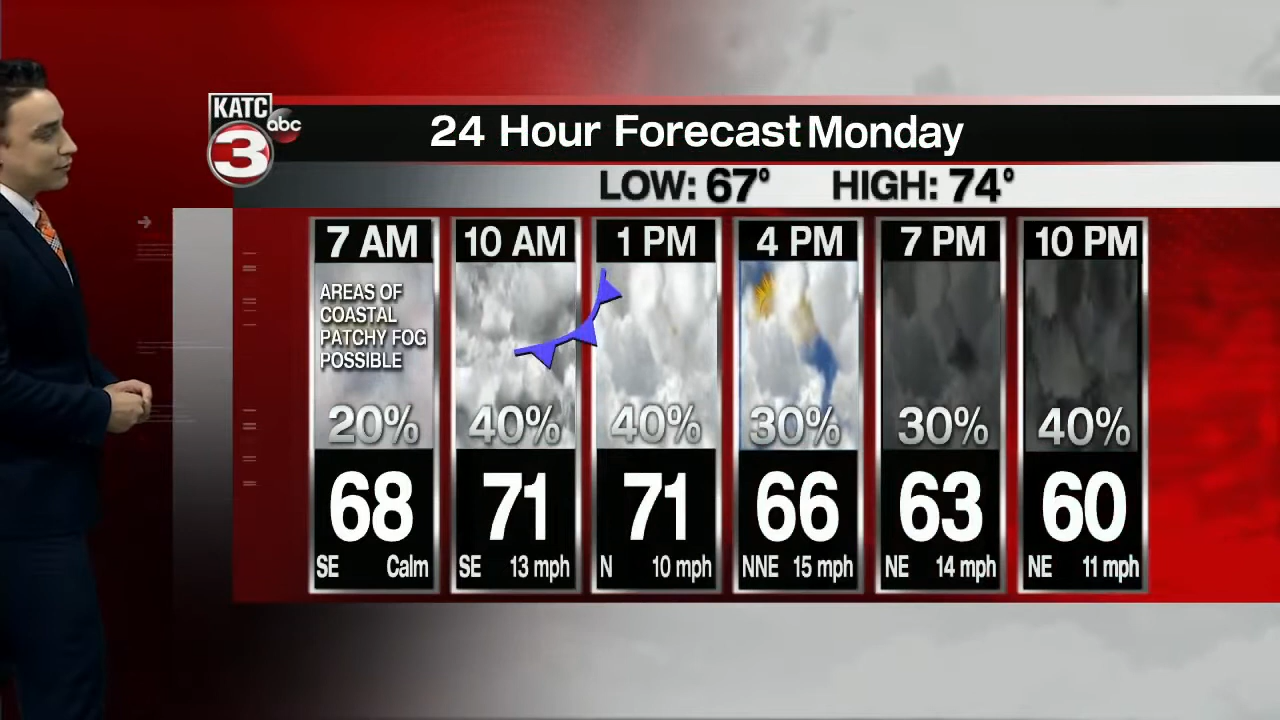 KATC
abc
3
24 Hour Forecast Monday
LOW: 67° HIGH: 74°
7 AM 10 AM 1 PM 4 PM 7 PM 10 PM
AREAS OF
COASTAL
PATCHY FOG
POSSIBLE
20% 40% 40% 30% 30% 40%
68 71 71 66 63 60
SE Calm SE 13 mph N 10 mph NNE 15 mph NE 14 mph NE 11 mph